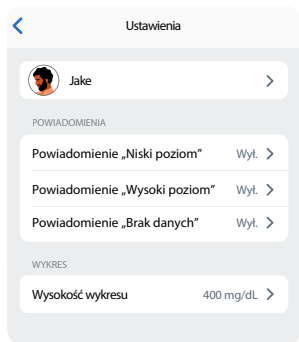 Ustawienia
Jake
POWIADOMIENIA
Powiadomienie „Niski poziom” Wył.
Powiadomienie „Wysoki poziom” Wył.
Powiadomienie „Brak danych” Wył.
WYKRES
Wysokość wykresu 400 mg/dL